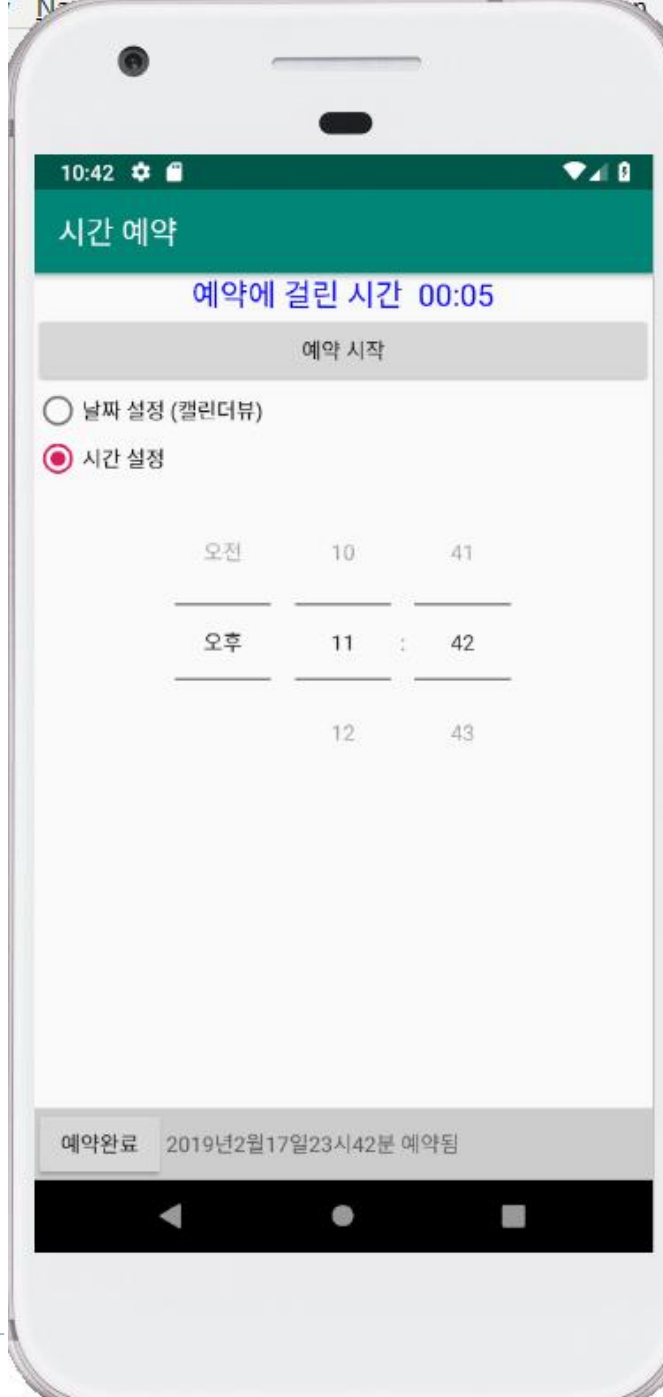 10:42
시간 예약
예약에 걸린 시간 00:05
예약 시작
날짜 설정 (캘린더뷰)
시간 설정
오전 10 41
오후 11 : 42
12 43
예약완료 2019년2월17일23시42분 예약됨